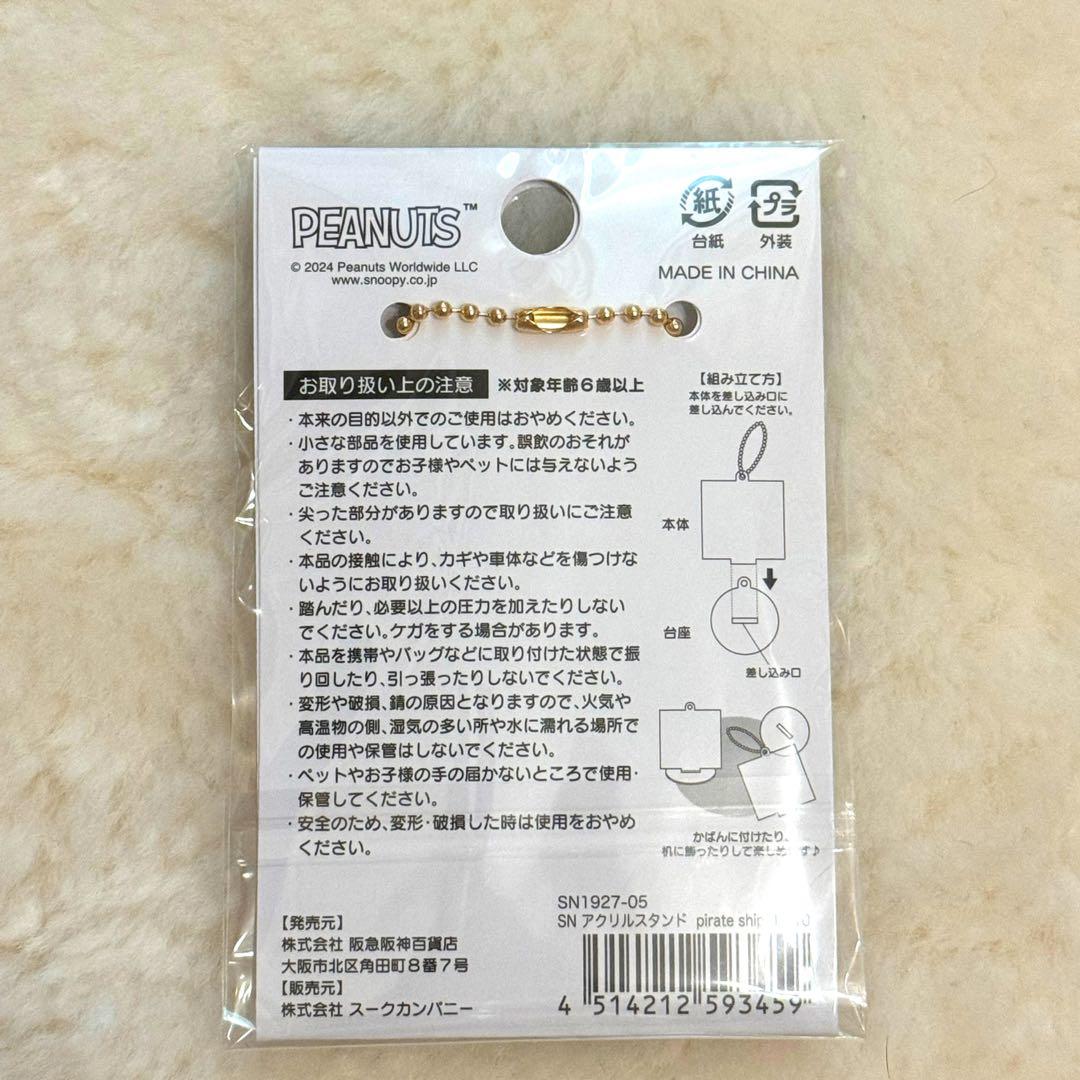 PEANUTS™
© 2024 Peanuts Worldwide LLC
www.snoopy.co.jp
紙
台紙
プラ
外装
MADE IN CHINA
お取り扱い上の注意 ※対象年齢6歳以上
・本来の目的以外でのご使用はおやめください。
・小さな部品を使用しています。誤飲のおそれが
ありますのでお子様やペットには与えないよう
ご注意ください。
・尖った部分がありますので取り扱いにご注意
ください。
・本品の接触により、カギや車体などを傷つけな
いようにお取り扱いください。
・踏んだり、必要以上の圧力を加えたりしない
でください。ケガをする場合があります。
・本品を携帯やバッグなどに取り付けた状態で振
り回したり、引っ張ったりしないでください。
・変形や破損、錆の原因となりますので、火気や
高温物の側、湿気の多い所や水に濡れる場所で
の使用や保管はしないでください。
・ペットやお子様の手の届かないところで使用・
保管してください。
・安全のため、変形・破損した時は使用をおやめ
ください。
【組み立て方】
本体を差し込み口に
差し込んでください。
本体
台座
差し込み口
かばんに付けたり、
机に飾ったりして楽しめます♪
【発売元】
株式会社 阪急阪神百貨店
大阪市北区角田町8番7号
【販売元】
株式会社 スークカンパニー
SN1927-05
SN アクリルスタンド pirate ship
4 514212 593459